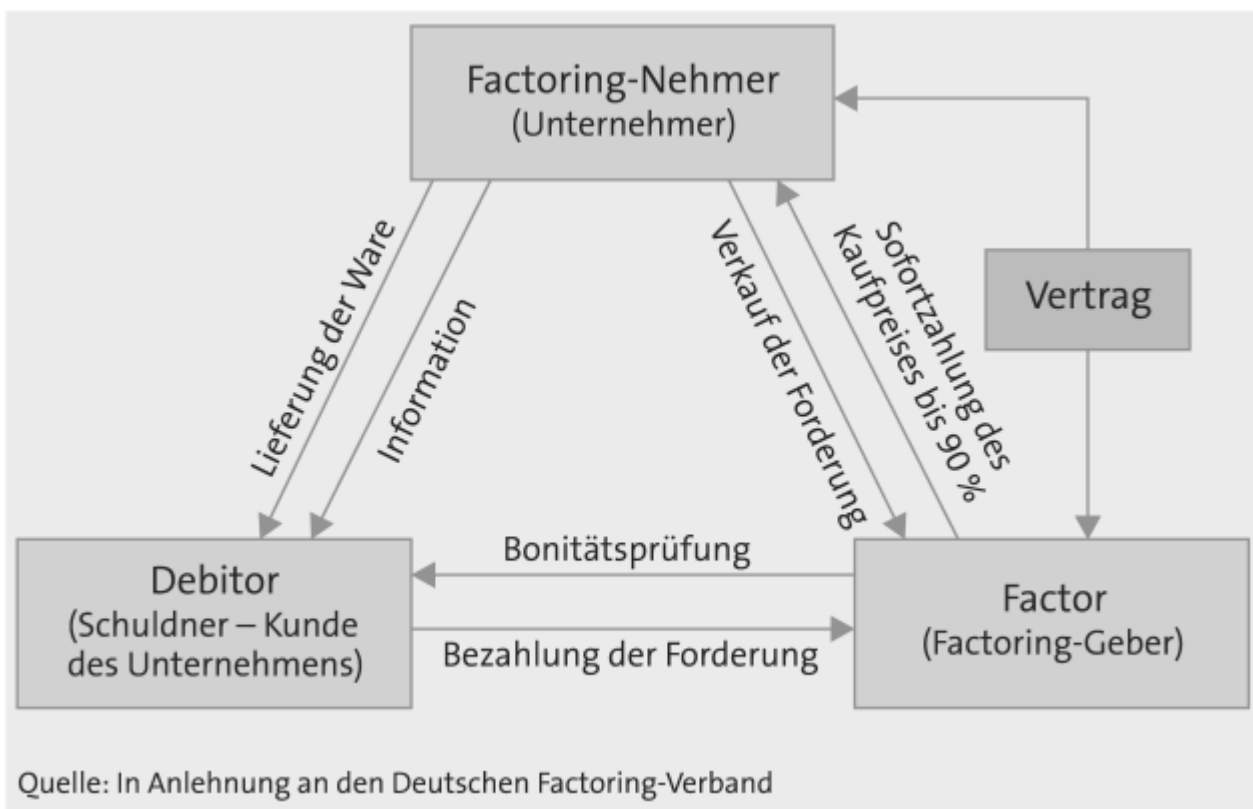 Factoring-Nehmer
(Unternehmer)
Vertrag
Lieferung der Ware
Information
Verkauf der Forderung
Sofortzahlung des
Kaufpreises bis 90 %
Debitor
(Schuldner – Kunde
des Unternehmens)
Bonitätsprüfung
Bezahlung der Forderung
Factor
(Factoring-Geber)
Quelle: In Anlehnung an den Deutschen Factoring-Verband